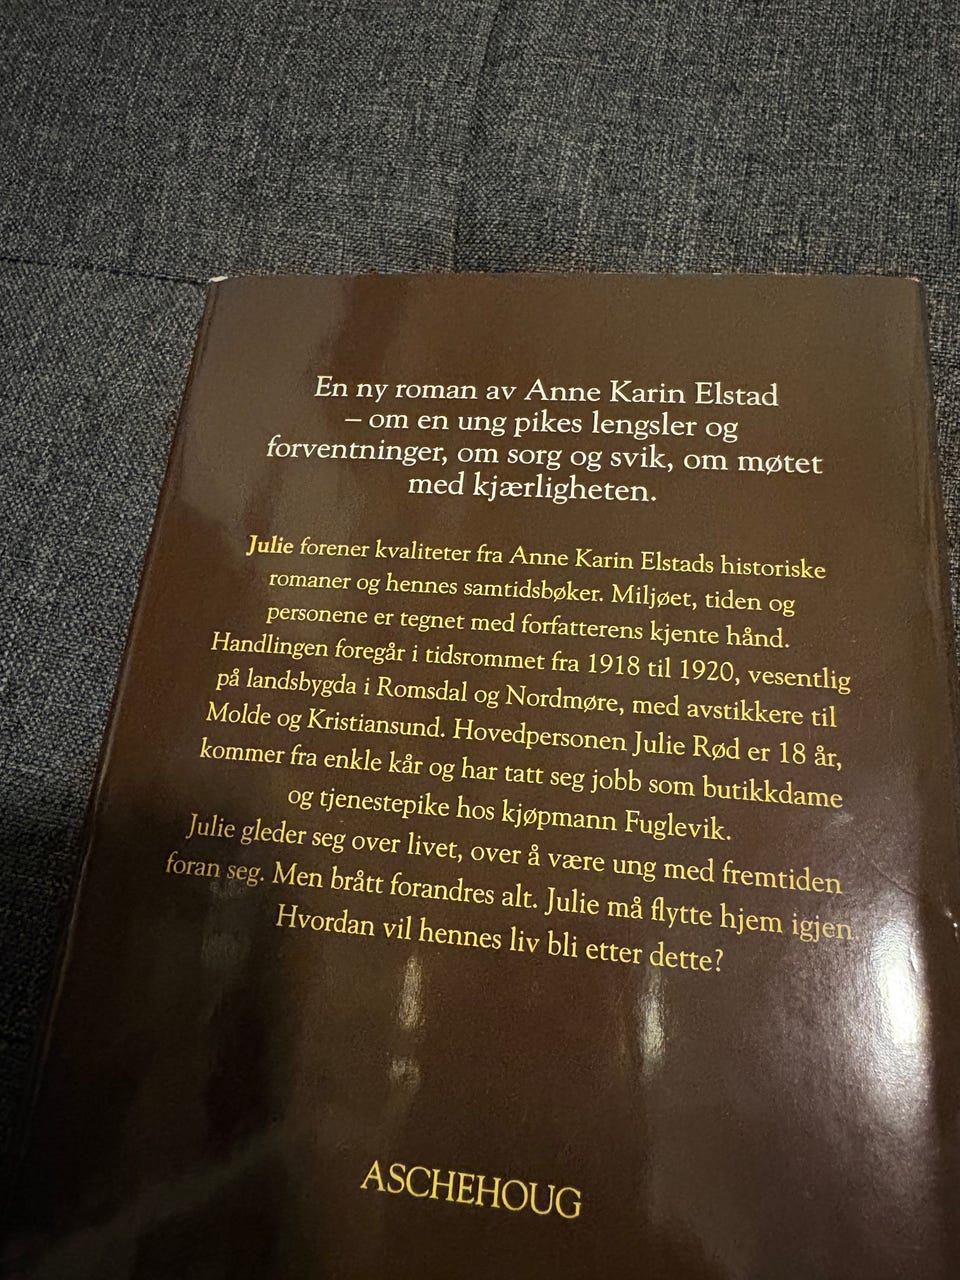 En ny roman av Anne Karin Elstad
– om en ung pikes lengsler og
forventninger, om sorg og svik, om møtet
med kjærligheten.
Julie forener kvaliteter fra Anne Karin Elstads historiske
romaner og hennes samtidsbøker. Miljøet, tiden og
personene er tegnet med forfatterens kjente hånd.
Handlingen foregår i tidsrommet fra 1918 til 1920, vesentlig
på landsbygda i Romsdal og Nordmøre, med avstikkere til
Molde og Kristiansund. Hovedpersonen Julie Rød er 18 år,
kommer fra enkle kår og har tatt seg jobb som butikkdame
og tjenestepike hos kjøpmann Fuglevik.
Julie gleder seg over livet, over å være ung med fremtiden
foran seg. Men brått forandres alt. Julie må flytte hjem igjen.
Hvordan vil hennes liv bli etter dette?
ASCHEHOUG